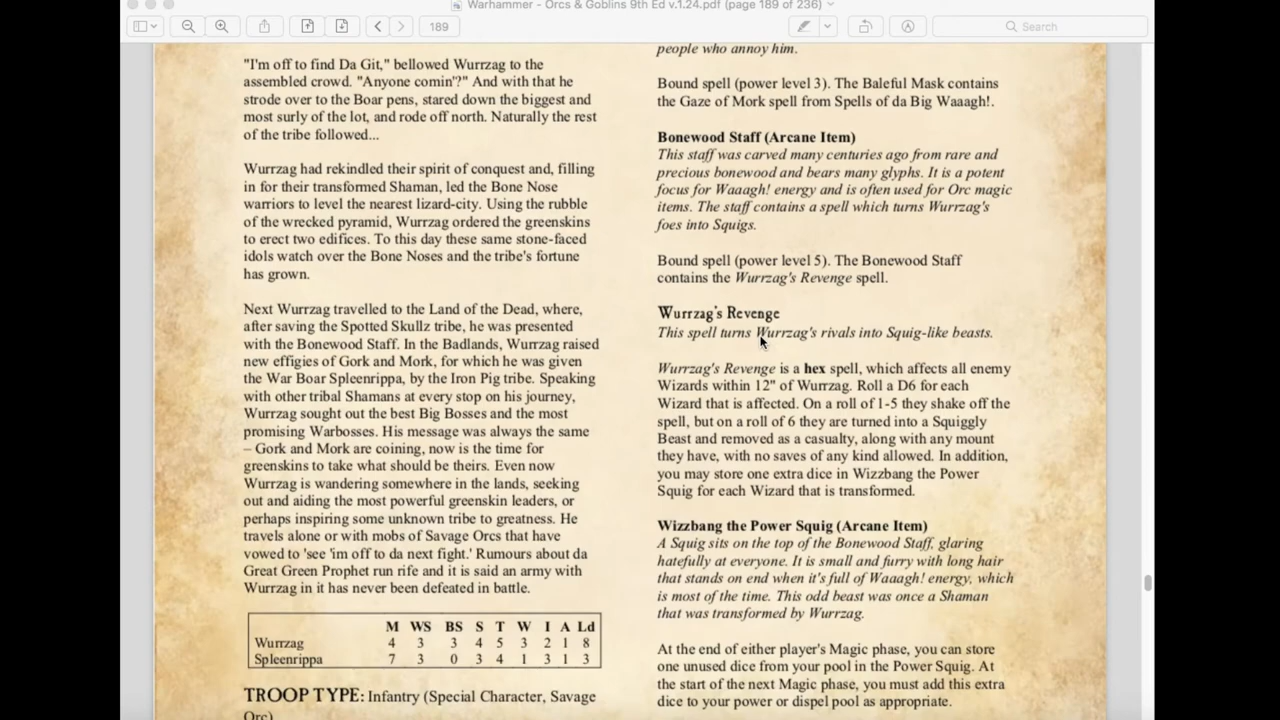 Warhammer - Orcs & Goblins 9th Ed v.1.24.pdf (page 189 of 236)
189
Search
"I'm off to find Da Git," bellowed Wurrzag to the
assembled crowd. "Anyone comin'?" And with that he
strode over to the Boar pens, stared down the biggest and
most surly of the lot, and rode off north. Naturally the rest
of the tribe followed...
Wurrzag had rekindled their spirit of conquest and, filling
in for their transformed Shaman, led the Bone Nose
warriors to level the nearest lizard-city. Using the rubble
of the wrecked pyramid, Wurrzag ordered the greenskins
to erect two edifices. To this day these same stone-faced
idols watch over the Bone Noses and the tribe's fortune
has grown.
Next Wurrzag travelled to the Land of the Dead, where,
after saving the Spotted Skullz tribe, he was presented
with the Bonewood Staff. In the Badlands, Wurrzag raised
new effigies of Gork and Mork, for which he was given
the War Boar Spleenrippa, by the Iron Pig tribe. Speaking
with other tribal Shamans at every stop on his journey,
Wurrzag sought out the best Big Bosses and the most
promising Warbosses. His message was always the same
– Gork and Mork are coining, now is the time for
greenskins to take what should be theirs. Even now
Wurrzag is wandering somewhere in the lands, seeking
out and aiding the most powerful greenskin leaders, or
perhaps inspiring some unknown tribe to greatness. He
travels alone or with mobs of Savage Orcs that have
vowed to 'see 'im off to da next fight.' Rumours about da
Great Green Prophet run rife and it is said an army with
Wurrzag in it has never been defeated in battle.
M WS BS S T W I A Ld
Wurrzag 4 3 3 4 5 3 2 1 8
Spleenrippa 7 3 0 3 4 1 3 1 3
TROOP TYPE: Infantry (Special Character, Savage
Orc)
people who annoy him.
Bound spell (power level 3). The Baleful Mask contains
the Gaze of Mork spell from Spells of da Big Waaagh!.
Bonewood Staff (Arcane Item)
This staff was carved many centuries ago from rare and
precious bonewood and bears many glyphs. It is a potent
focus for Waaagh! energy and is often used for Orc magic
items. The staff contains a spell which turns Wurrzag's
foes into Squigs.
Bound spell (power level 5). The Bonewood Staff
contains the Wurrzag's Revenge spell.
Wurrzag's Revenge
This spell turns Wurrzag's rivals into Squig-like beasts.
Wurrzag's Revenge is a hex spell, which affects all enemy
Wizards within 12" of Wurrzag. Roll a D6 for each
Wizard that is affected. On a roll of 1-5 they shake off the
spell, but on a roll of 6 they are turned into a Squiggly
Beast and removed as a casualty, along with any mount
they have, with no saves of any kind allowed. In addition,
you may store one extra dice in Wizzbang the Power
Squig for each Wizard that is transformed.
Wizzbang the Power Squig (Arcane Item)
A Squig sits on the top of the Bonewood Staff, glaring
hatefully at everyone. It is small and furry with long hair
that stands on end when it's full of Waaagh! energy, which
is most of the time. This odd beast was once a Shaman
that was transformed by Wurrzag.
At the end of either player's Magic phase, you can store
one unused dice from your pool in the Power Squig. At
the start of the next Magic phase, you must add this extra
dice to your power or dispel pool as appropriate.